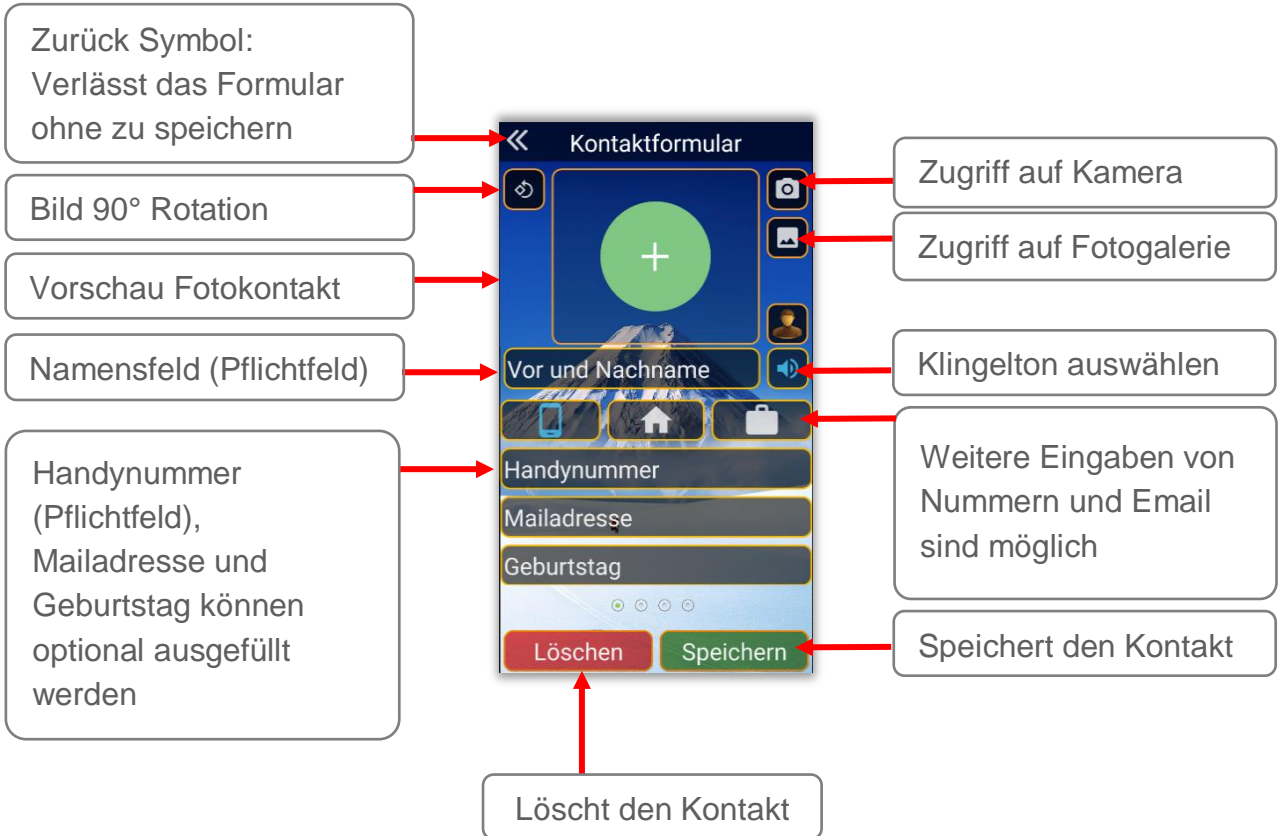 Zurück Symbol:
Verlässt das Formular
ohne zu speichern
Bild 90° Rotation
Vorschau Fotokontakt
Namensfeld (Pflichtfeld)
Handynummer
(Pflichtfeld),
Mailadresse und
Geburtstag können
optional ausgefüllt
werden
Kontaktformular
Vor und Nachname
Handynummer
Mailadresse
Geburtstag
Löschen
Speichern
Zugriff auf Kamera
Zugriff auf Fotogalerie
Klingelton auswählen
Weitere Eingaben von
Nummern und Email
sind möglich
Speichert den Kontakt
Löscht den Kontakt